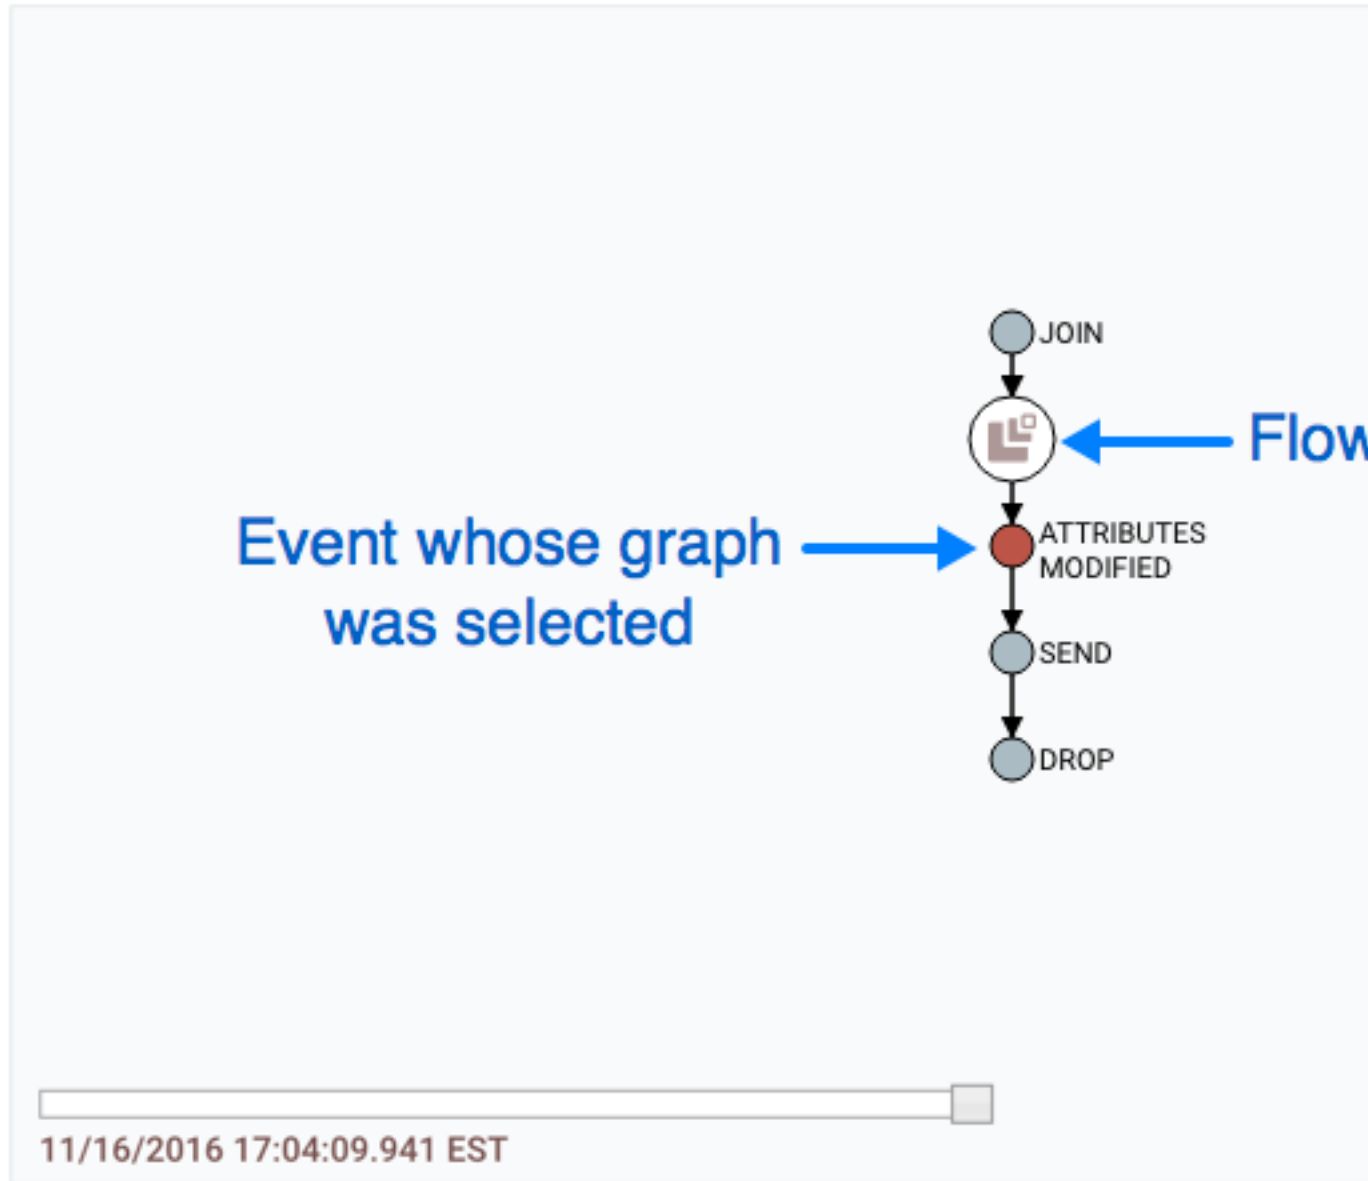 JOIN
Flow
Event whose graph
was selected
ATTRIBUTES
MODIFIED
SEND
DROP
11/16/2016 17:04:09.941 EST